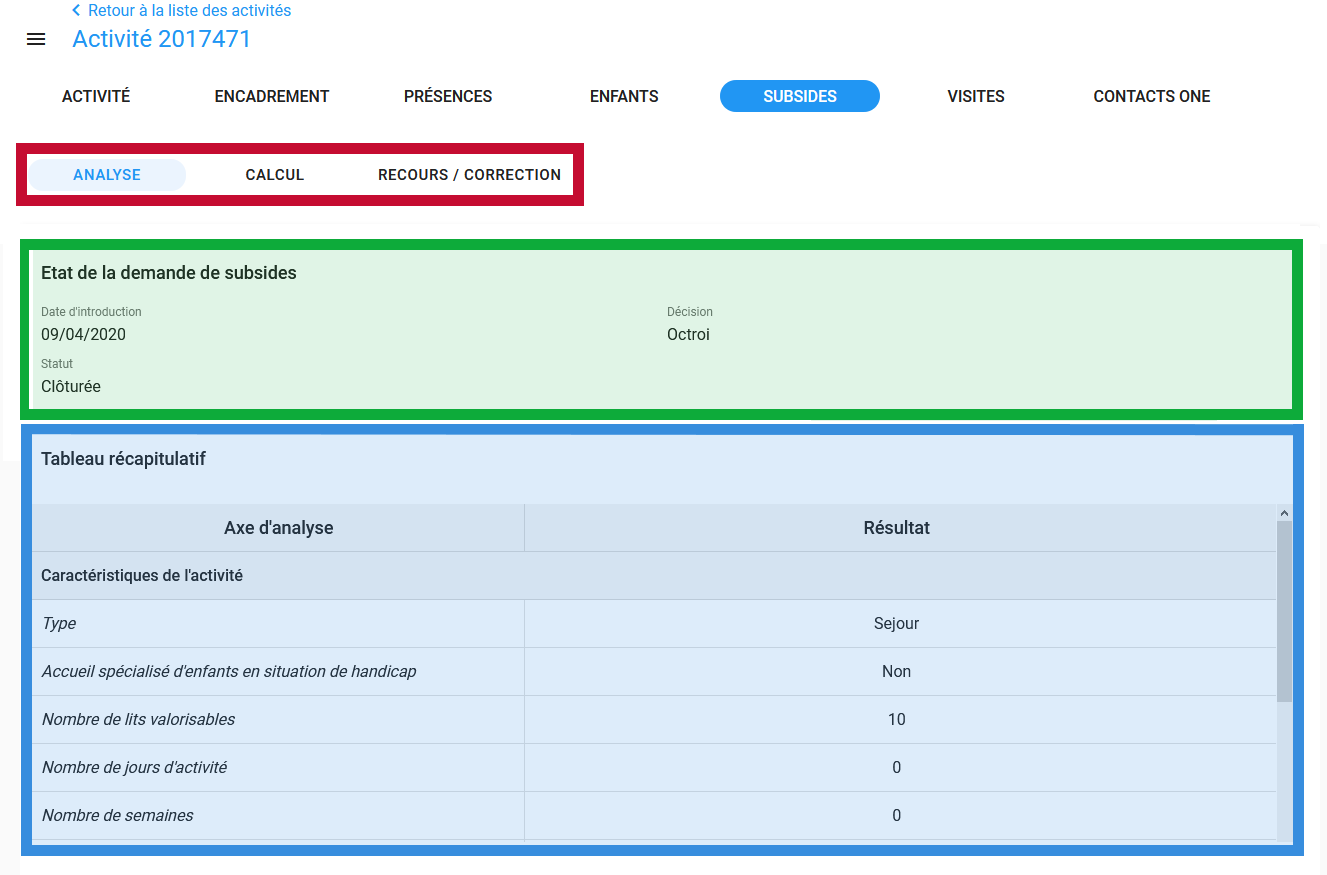 Retour à la liste des activités
Activité 2017471
ACTIVITÉ ENCADREMENT PRÉSENCES ENFANTS SUBSIDES VISITES CONTACTS ONE
ANALYSE CALCUL RECOURS / CORRECTION
Etat de la demande de subsides
Date d'introduction Décision
09/04/2020 Octroi
Statut
Clôturée
Tableau récapitulatif
Axe d'analyse Résultat
Caractéristiques de l'activité
Type Sejour
Accueil spécialisé d'enfants en situation de handicap Non
Nombre de lits valorisables 10
Nombre de jours d'activité 0
Nombre de semaines 0